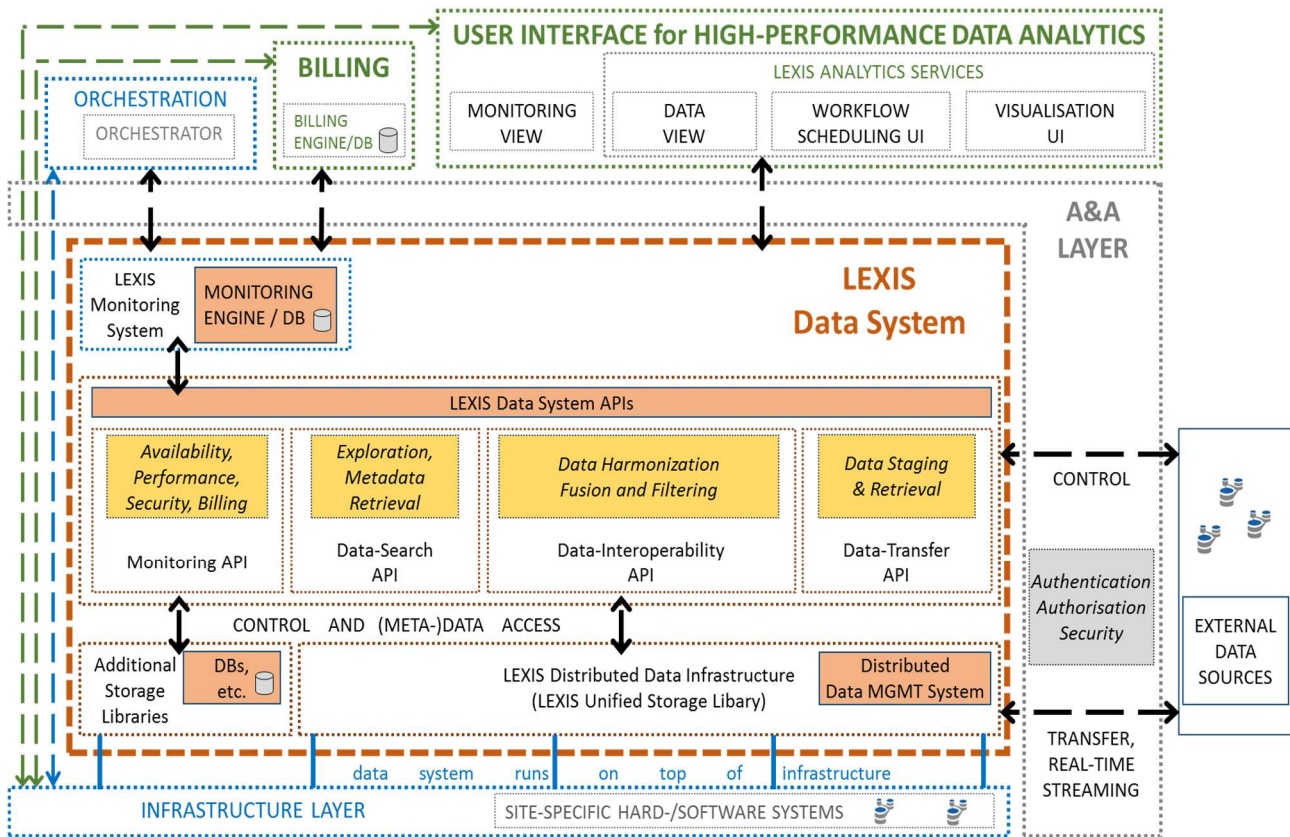 USER INTERFACE for HIGH-PERFORMANCE DATA ANALYTICS
LEXIS ANALYTICS SERVICES
MONITORING
VIEW
DATA
VIEW
WORKFLOW
SCHEDULING UI
VISUALISATION
UI
BILLING
BILLING
ENGINE/DB
ORCHESTRATION
ORCHESTRATOR
A&A
LAYER
LEXIS
Data System
LEXIS
Monitoring
System
MONITORING
ENGINE / DB
LEXIS Data System APIs
Availability,
Performance,
Security, Billing
Monitoring API
Exploration,
Metadata
Retrieval
Data-Search
API
Data Harmonization
Fusion and Filtering
Data-Interoperability
API
Data Staging
& Retrieval
Data-Transfer
API
CONTROL
Authentication
Authorisation
Security
EXTERNAL
DATA
SOURCES
CONTROL AND (META-)DATA ACCESS
Additional
Storage
Libraries
DBs,
etc.
LEXIS Distributed Data Infrastructure
(LEXIS Unified Storage Libary)
Distributed
Data MGMT System
TRANSFER,
REAL-TIME
STREAMING
data system runs on top of infrastructure
INFRASTRUCTURE LAYER
SITE-SPECIFIC HARD-/SOFTWARE SYSTEMS